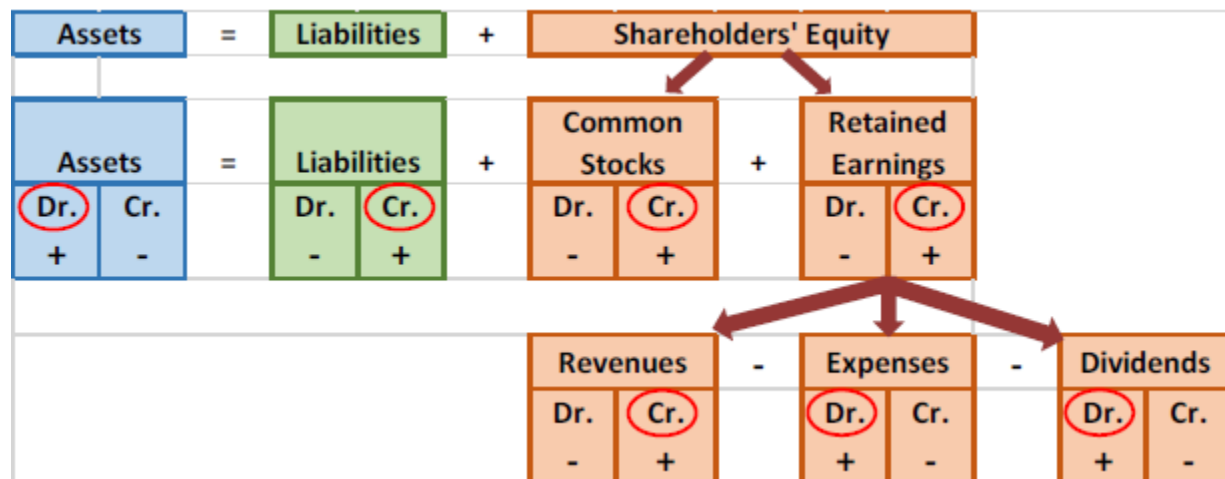 Assets = Liabilities + Shareholders' Equity
Common Retained
Assets = Liabilities + Stocks + Earnings
Dr. Cr. Dr. Cr. Dr. Cr. Dr. Cr.
+ - - + - + - +
Revenues - Expenses - Dividends
Dr. Cr. Dr. Cr. Dr. Cr.
- + + - + -